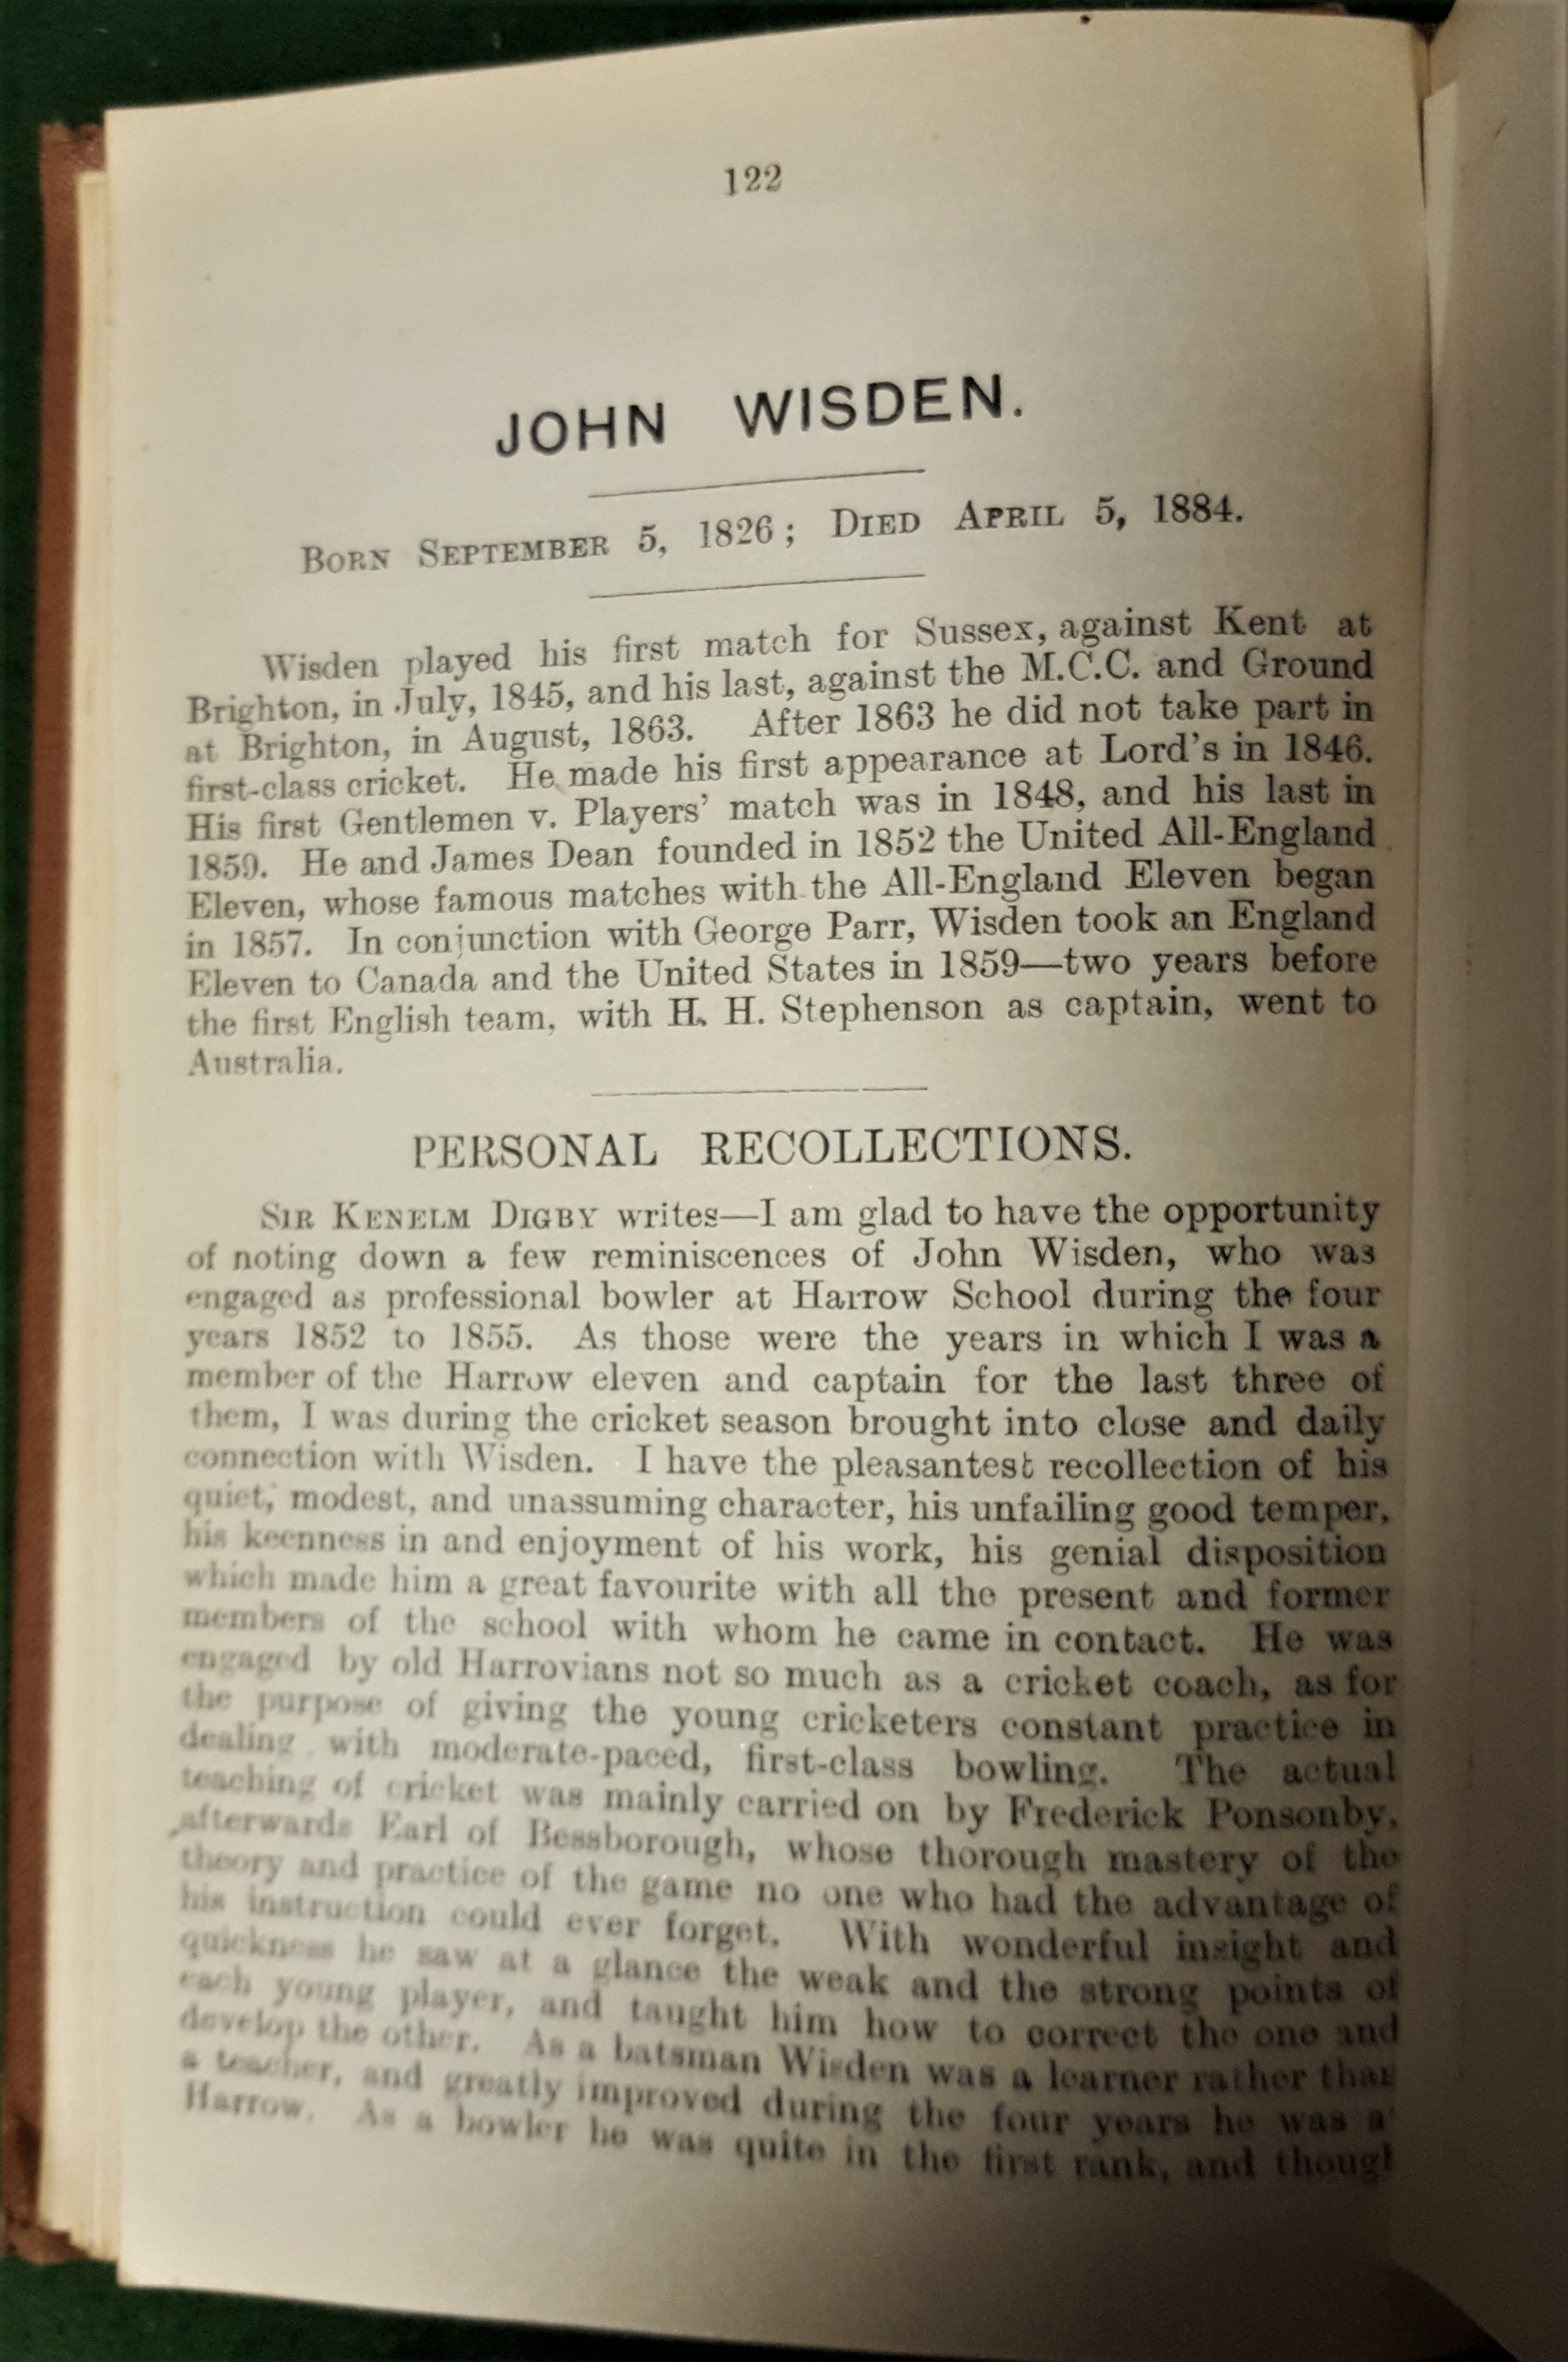 122
JOHN WISDEN.
BORN SEPTEMBER 5, 1826; DIED APRIL 5, 1884.
Wisden played his first match for Sussex, against Kent at
Brighton, in July, 1845, and his last, against the M.C.C. and Ground
at Brighton, in August, 1863. After 1863 he did not take part in
first-class cricket. He made his first appearance at Lord's in 1846.
His first Gentlemen v. Players' match was in 1848, and his last in
1859. He and James Dean founded in 1852 the United All-England
Eleven, whose famous matches with the All-England Eleven began
in 1857. In conjunction with George Parr, Wisden took an England
Eleven to Canada and the United States in 1859—two years before
the first English team, with H. H. Stephenson as captain, went to
Australia.
PERSONAL RECOLLECTIONS.
SIR KENELM DIGBY writes—I am glad to have the opportunity
of noting down a few reminiscences of John Wisden, who was
engaged as professional bowler at Harrow School during the four
years 1852 to 1855. As those were the years in which I was a
member of the Harrow eleven and captain for the last three of
them, I was during the cricket season brought into close and daily
connection with Wisden. I have the pleasantest recollection of his
quiet, modest, and unassuming character, his unfailing good temper,
his keenness in and enjoyment of his work, his genial disposition
which made him a great favourite with all the present and former
members of the school with whom he came in contact. He was
engaged by old Harrovians not so much as a cricket coach, as for
the purpose of giving the young cricketers constant practice in
dealing with moderate-paced, first-class bowling. The actual
teaching of cricket was mainly carried on by Frederick Ponsonby,
afterwards Earl of Bessborough, whose thorough mastery of the
theory and practice of the game no one who had the advantage of
his instruction could ever forget. With wonderful insight and
quickness he saw at a glance the weak and the strong points of
each young player, and taught him how to correct the one and
develop the other. As a batsman Wisden was a learner rather than
a teacher, and greatly improved during the four years he was a
Harrow. As a bowler he was quite in the first rank, and though